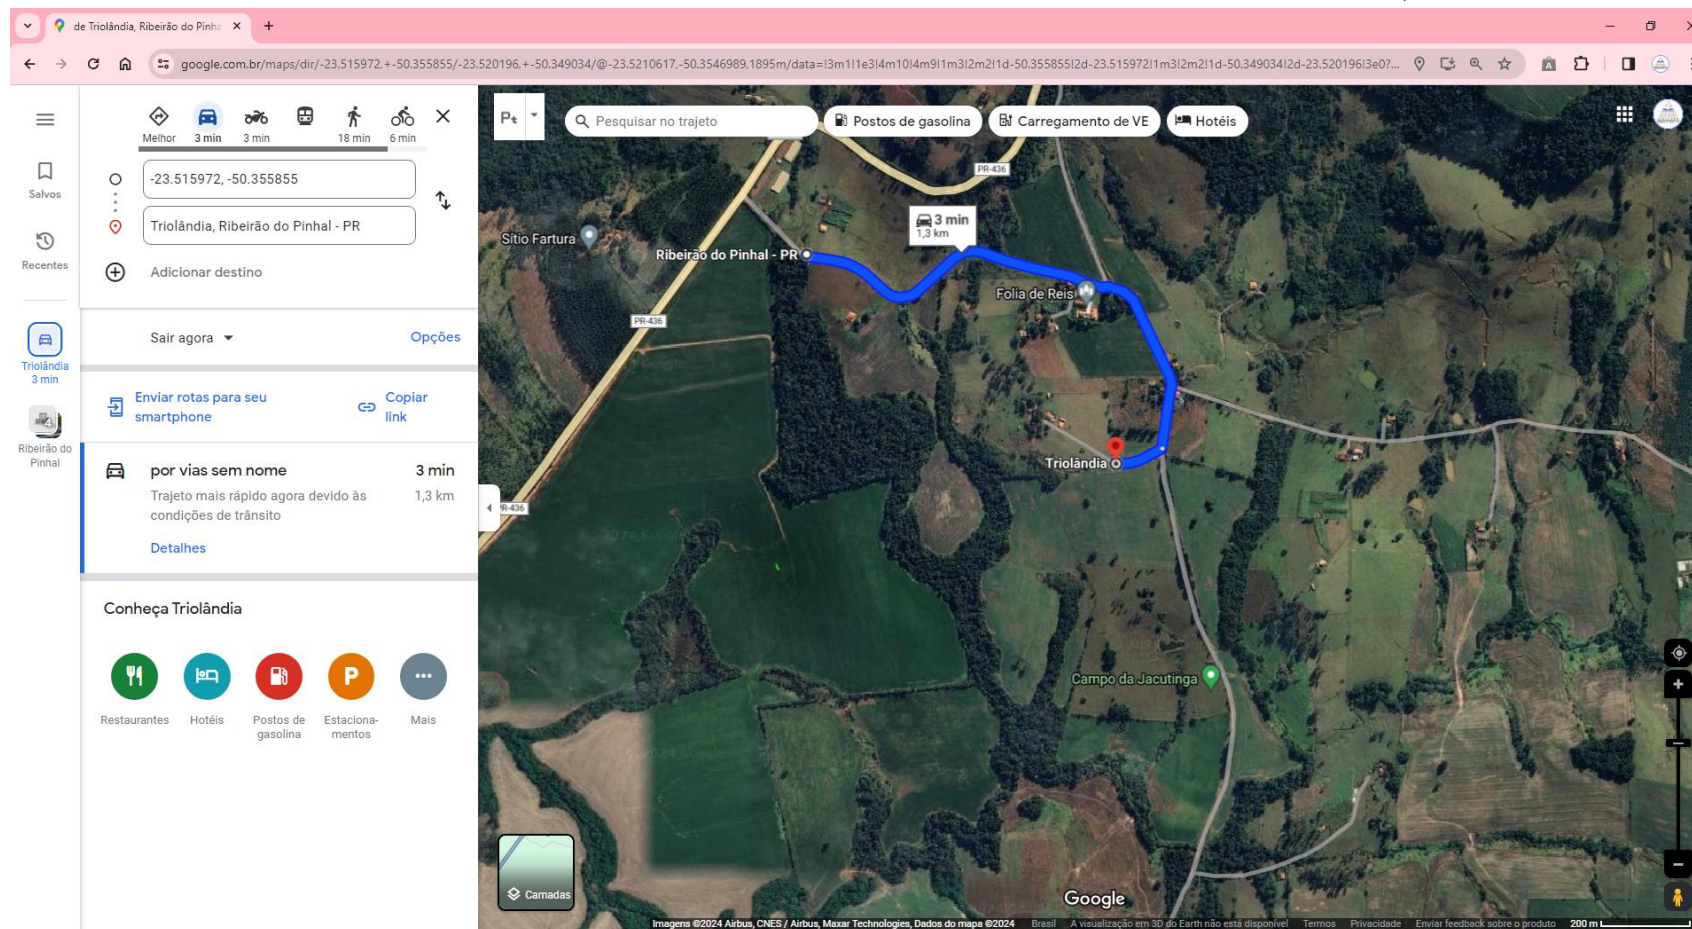 de Triolândia, Ribeirão do Pinha
google.com.br/maps/dir/-23.515972,+-50.355855/-23.520196,+-50.349034/@-23.5210617,-50.3546989,1895m/data=!3m1!1e3!4m10!4m9!1m3!2m2!1d-50.355855!2d-23.515972!1m3!2m2!1d-50.349034!2d-23.520196!3e0?...
Melhor
3 min
3 min
18 min
6 min
-23.515972, -50.355855
Triolândia, Ribeirão do Pinhal - PR
Adicionar destino
Sair agora
Opções
Enviar rotas para seu
smartphone
Copiar
link
por vias sem nome
3 min
Trajeto mais rápido agora devido às
condições de trânsito
1,3 km
Detalhes
Conheça Triolândia
Restaurantes
Hotéis
Postos de
gasolina
Estaciona-
mentos
Mais
Salvos
Recentes
Triolândia
3 min
4
Ribeirão do
Pinhal
Pt
Pesquisar no trajeto
Postos de gasolina
Carregamento de VE
Hotéis
PR-436
3 min
1,3 km
Sítio Fartura
Ribeirão do Pinhal - PR
Folia de Reis
PR-436
Triolândia
PR-436
Campo da Jacutinga
Camadas
Google
Imagens ©2024 Airbus, CNES / Airbus, Maxar Technologies, Dados do mapa ©2024
Brasil
A visualização em 3D do Earth não está disponível
Termos
Privacidade
Enviar feedback sobre o produto
200 m